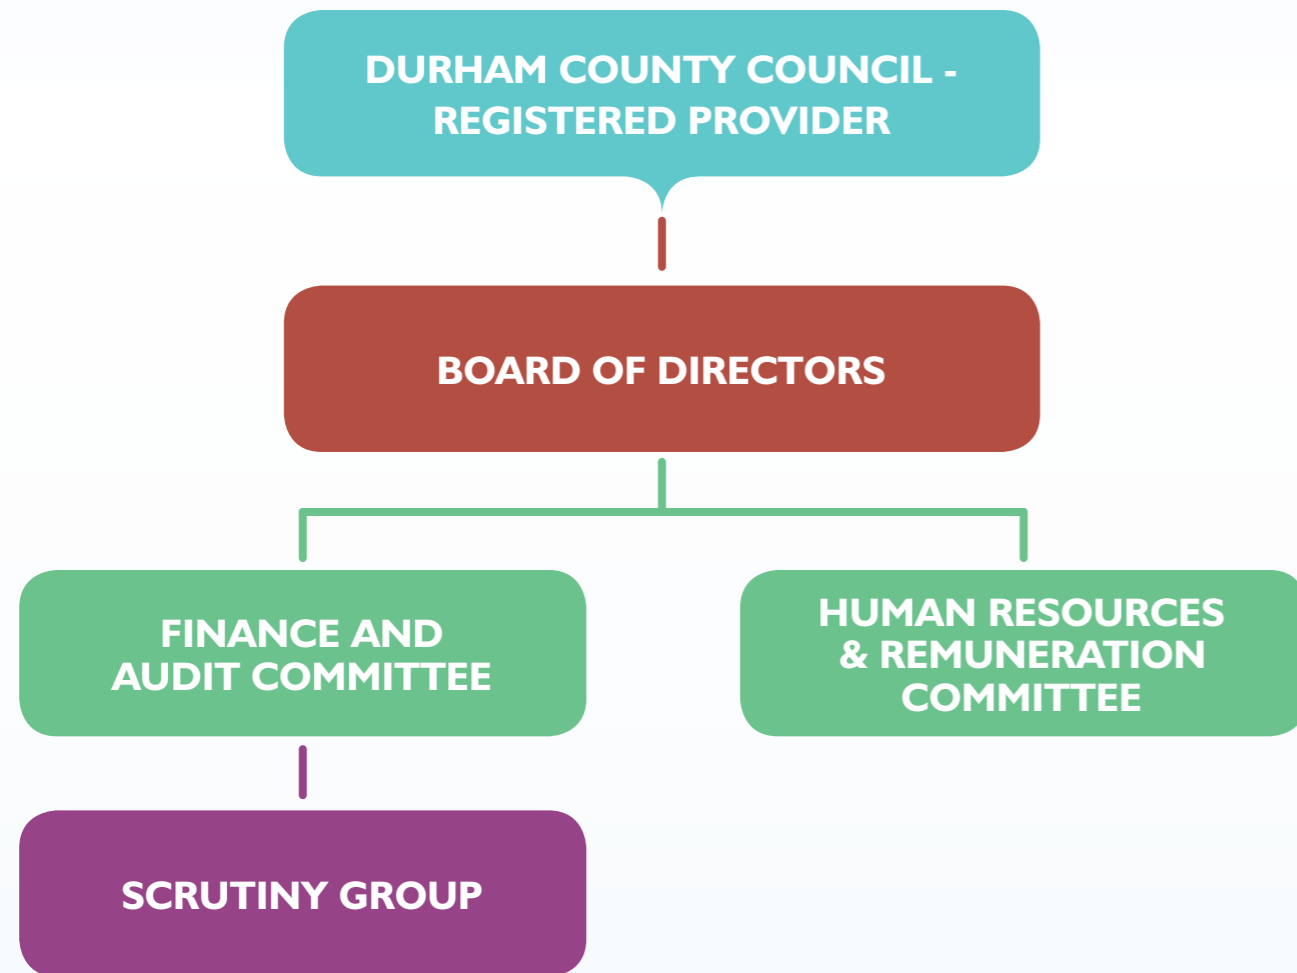 DURHAM COUNTY COUNCIL -
REGISTERED PROVIDER
BOARD OF DIRECTORS
FINANCE AND
AUDIT COMMITTEE
HUMAN RESOURCES
& REMUNERATION
COMMITTEE
SCRUTINY GROUP